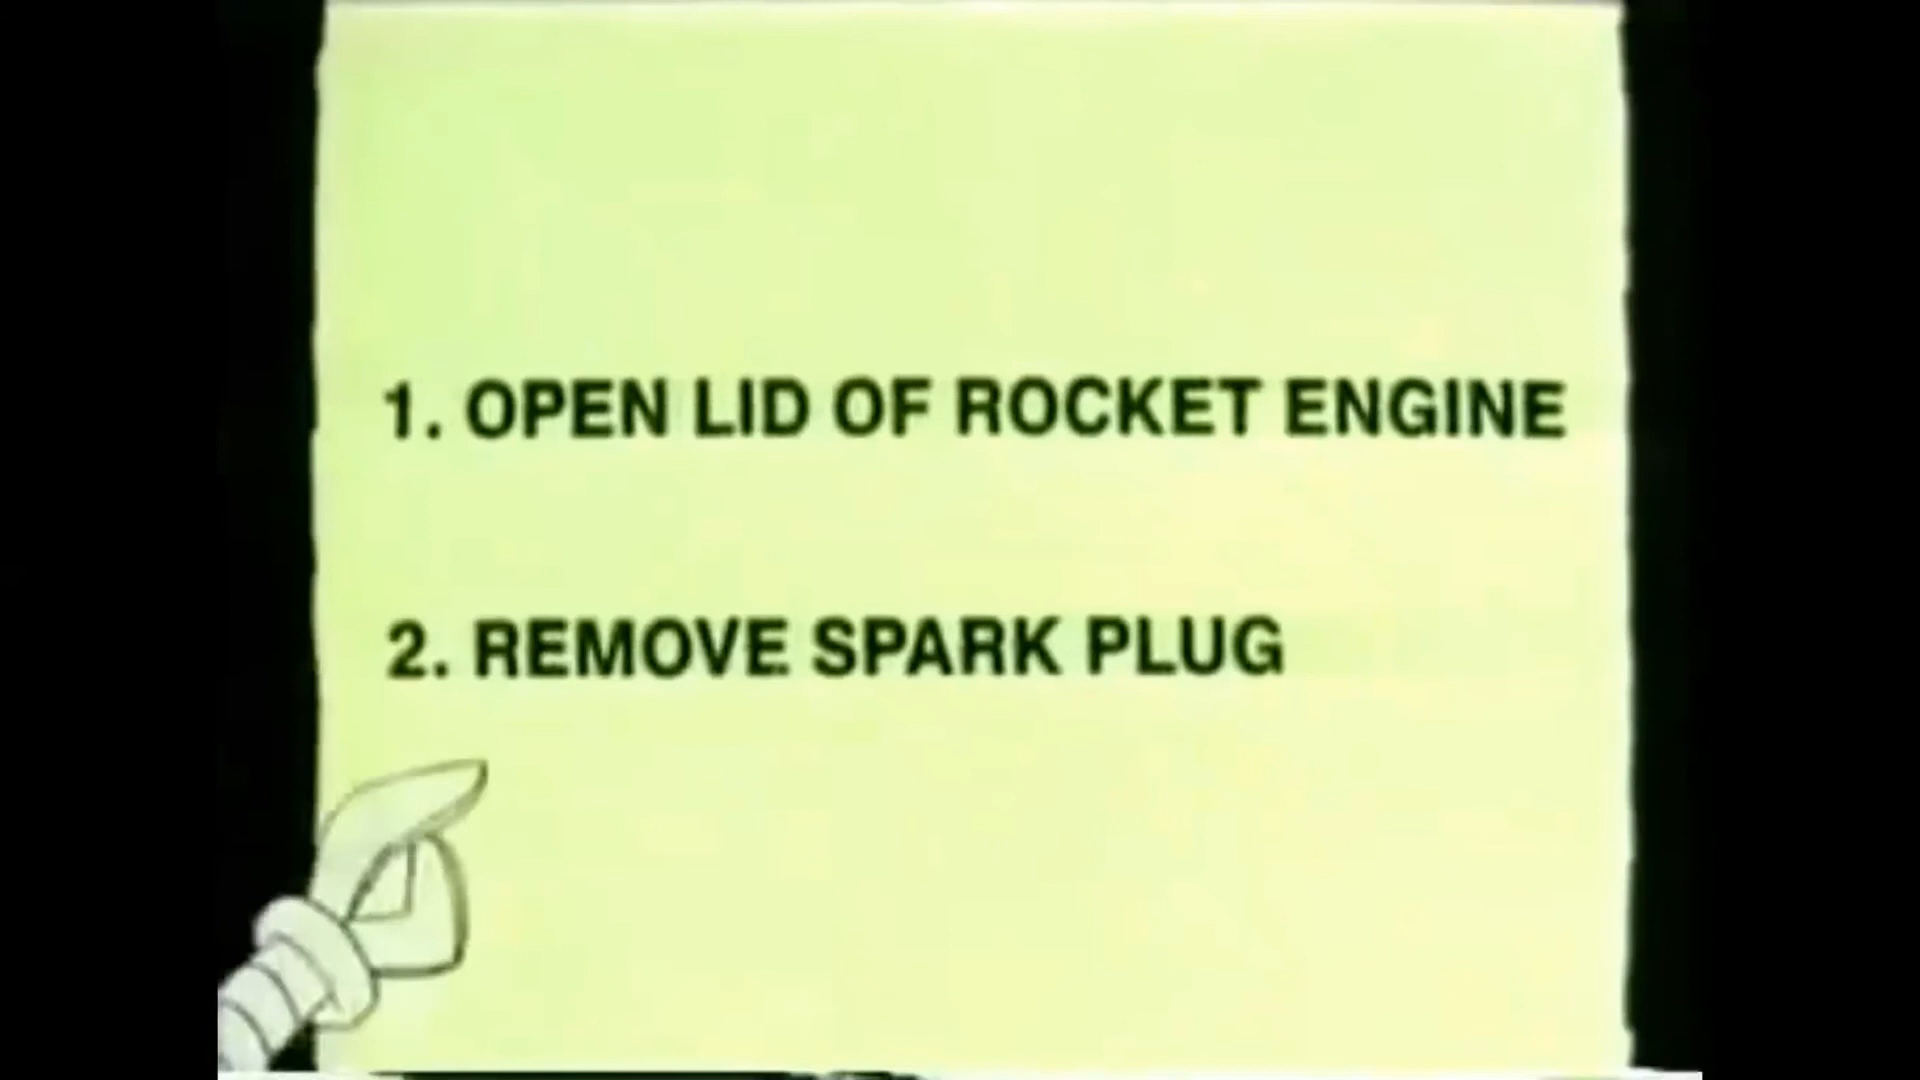 1. OPEN LID OF ROCKET ENGINE
2. REMOVE SPARK PLUG